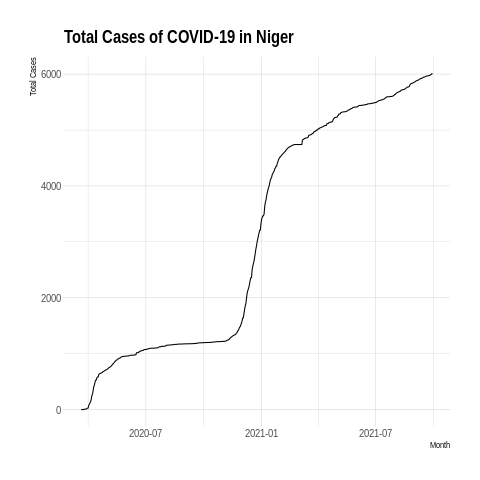 Total Cases of COVID-19 in Niger
Total Cases
6000
4000
2000
0
2020-07 2021-01 2021-07
Month